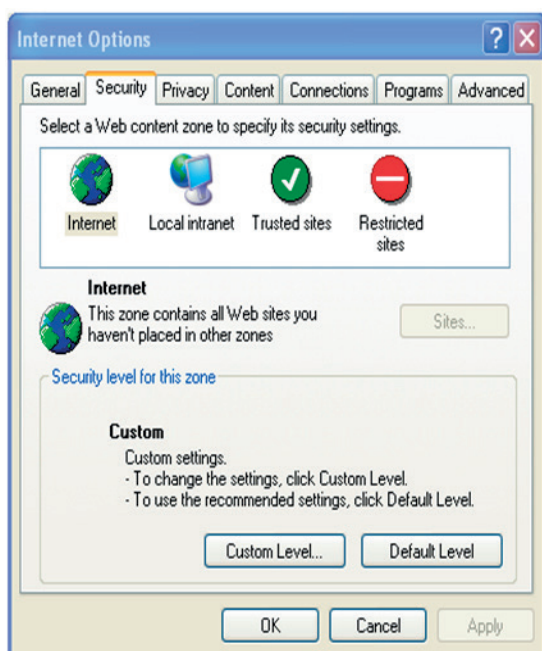 Internet Options
General Security Privacy Content Connections Programs Advanced
Select a Web content zone to specify its security settings.
Internet Local intranet Trusted sites Restricted sites
Internet
This zone contains all Web sites you
haven't placed in other zones
Sites...
Security level for this zone
Custom
Custom settings.
- To change the settings, click Custom Level.
- To use the recommended settings, click Default Level.
Custom Level... Default Level
OK Cancel Apply